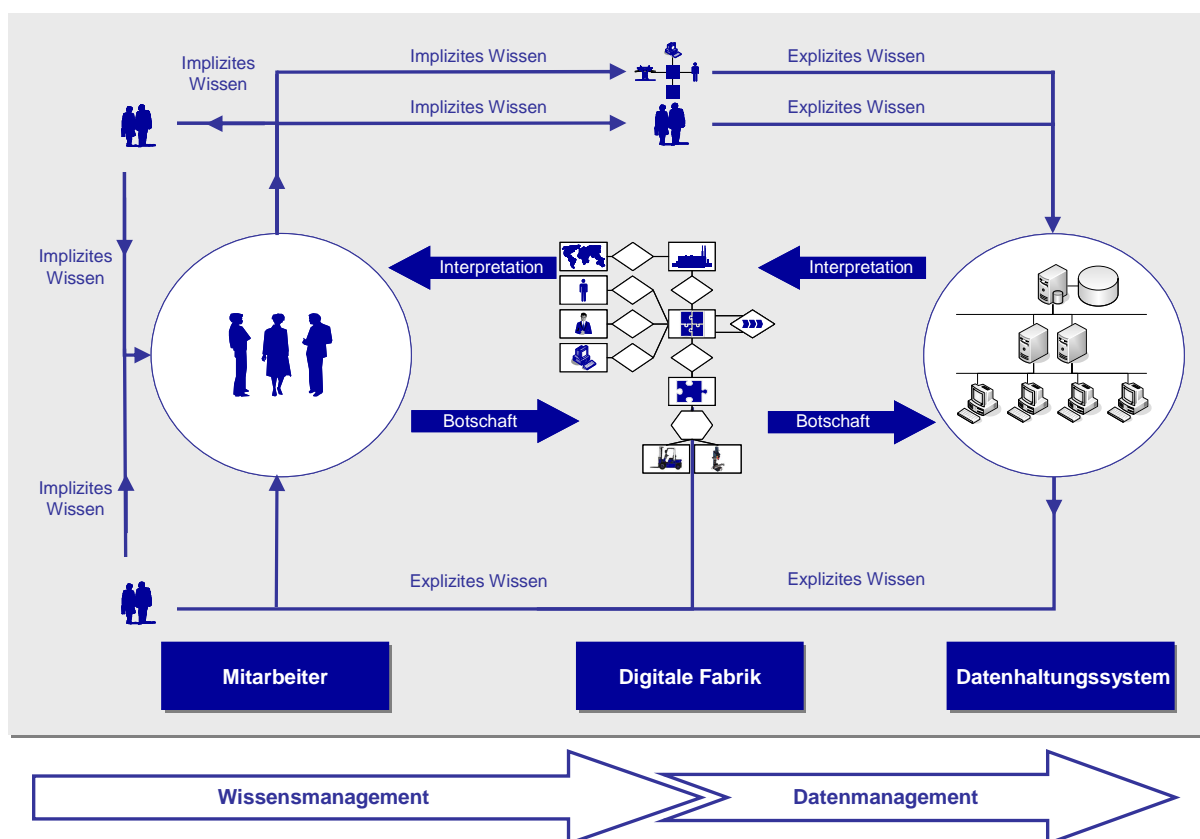 Implizites Wissen
Explizites Wissen
Implizites
Wissen
Implizites Wissen
Explizites Wissen
Implizites
Wissen
Interpretation
Interpretation
Botschaft
Botschaft
Implizites
Wissen
Explizites Wissen
Explizites Wissen
Mitarbeiter
Digitale Fabrik
Datenhaltungssystem
Wissensmanagement
Datenmanagement